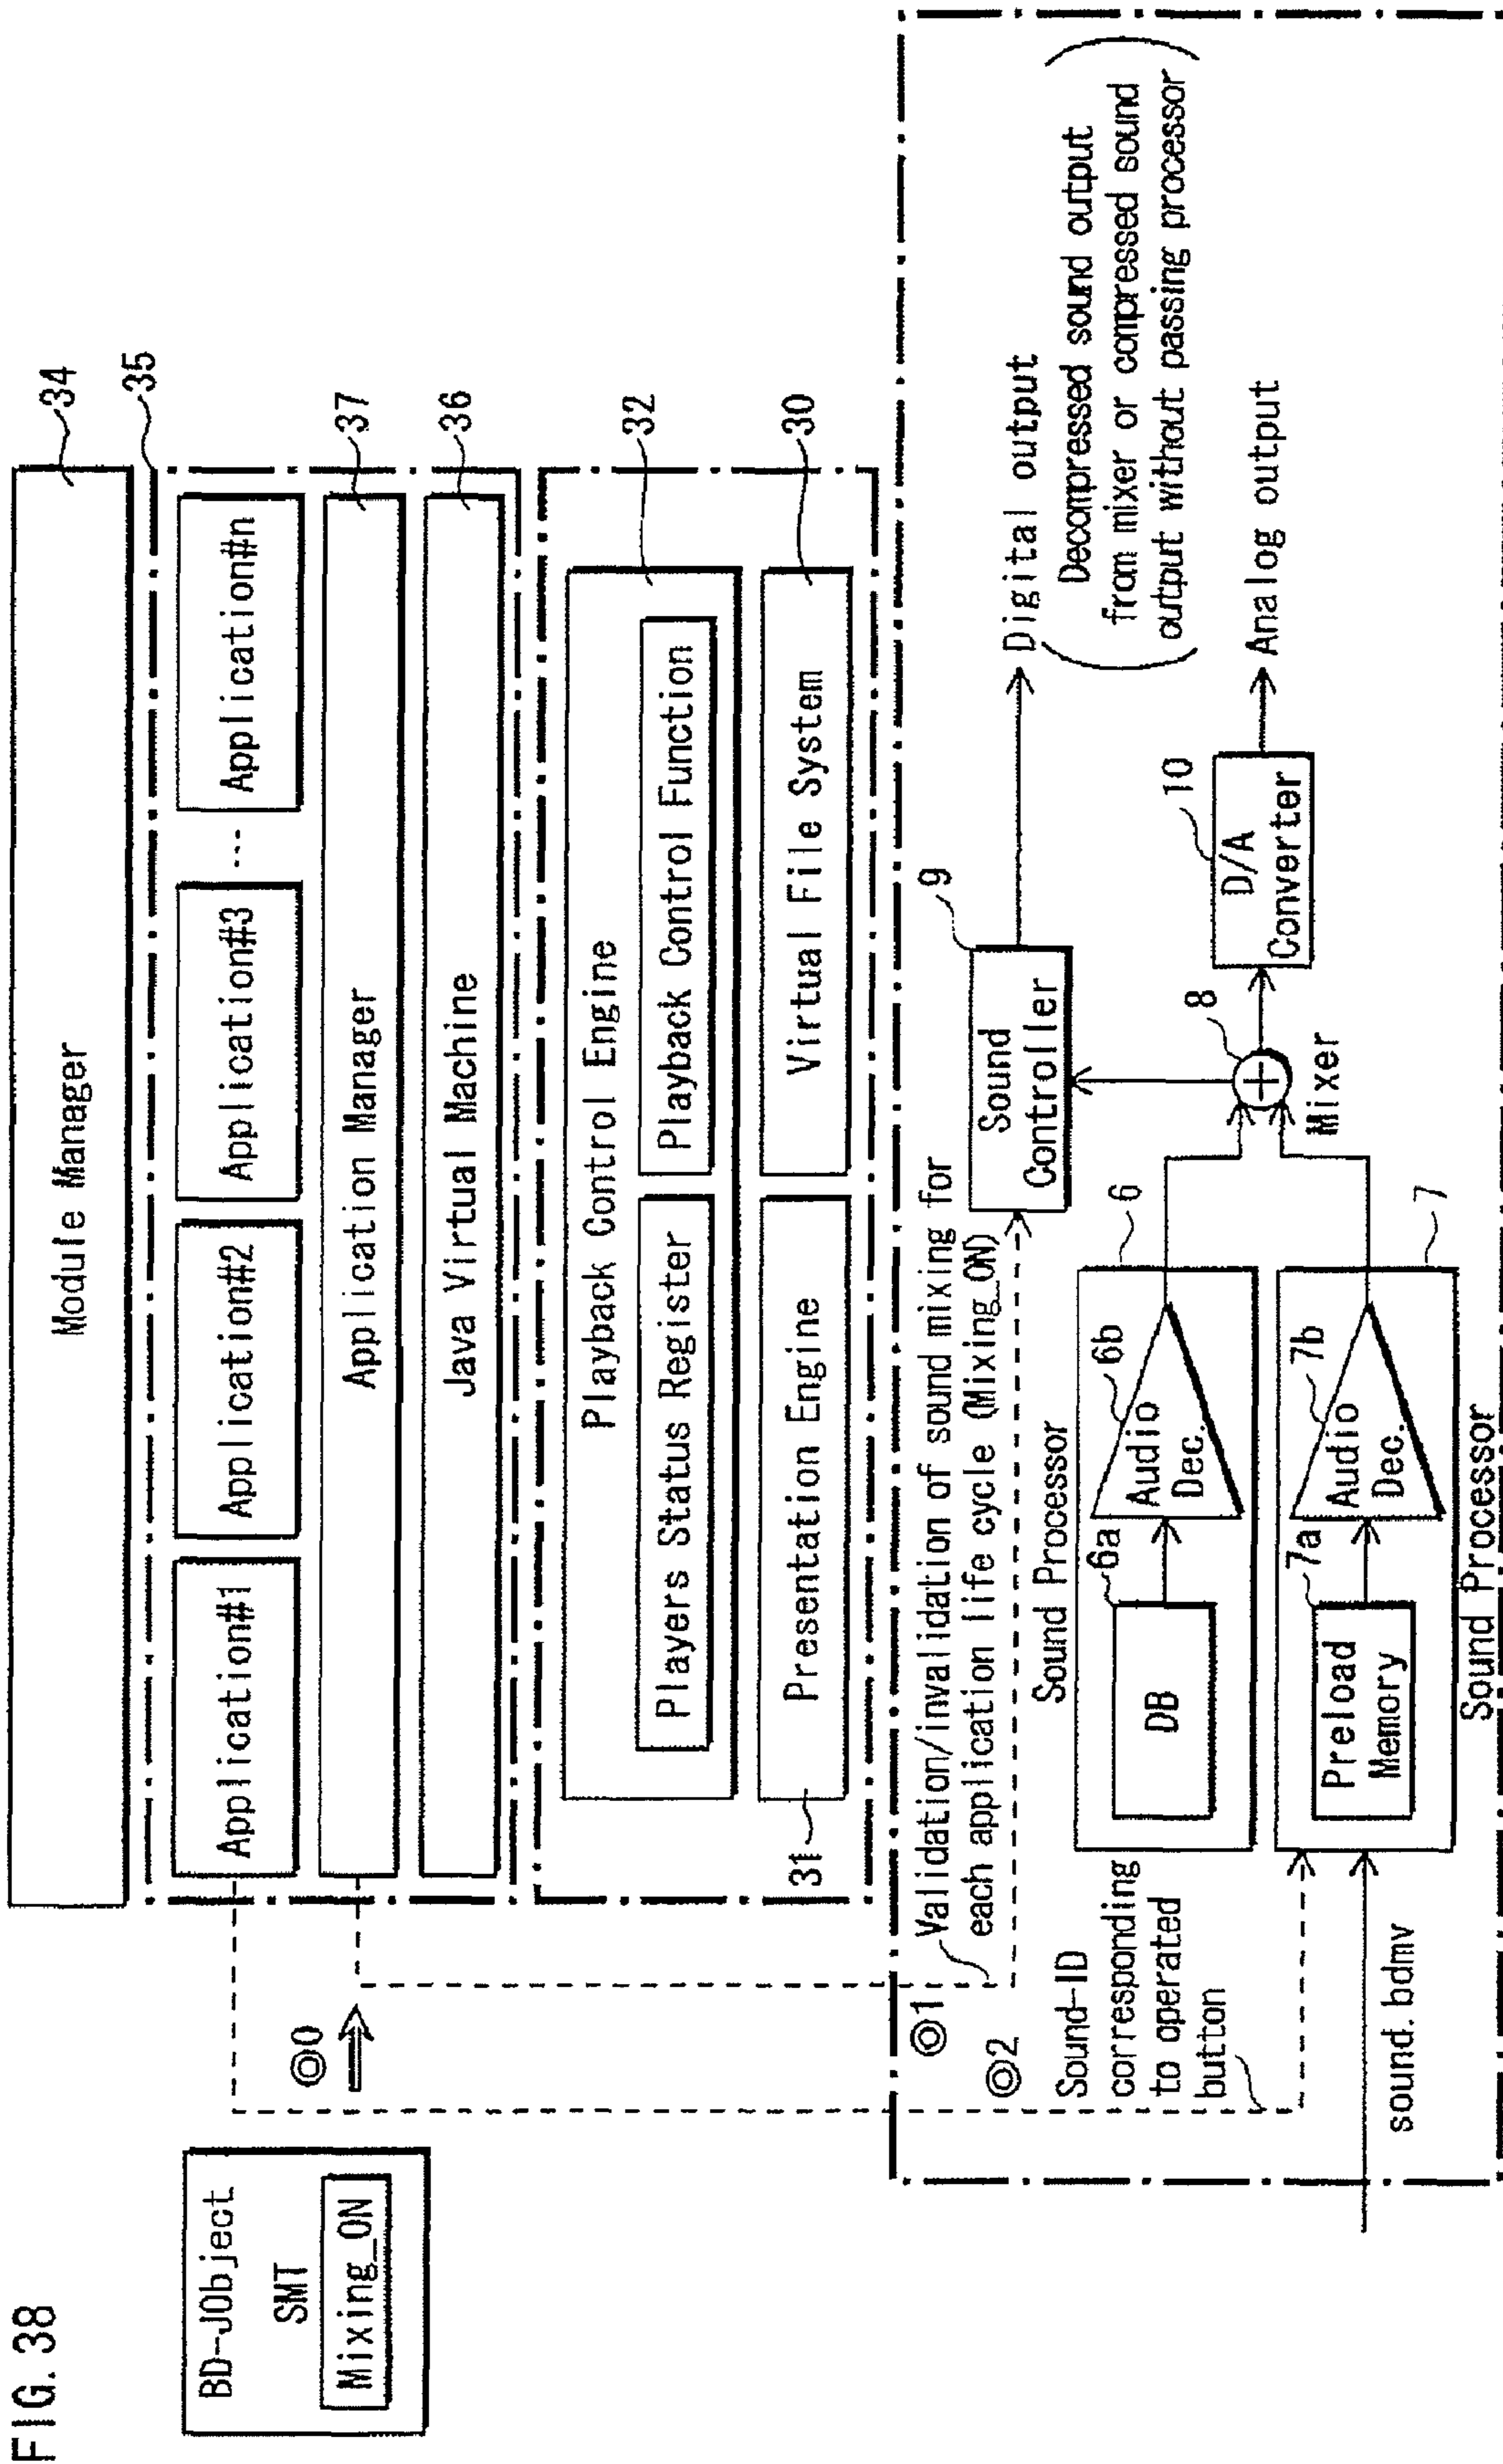 FIG. 38
BD-JObject
SMT
Mixing_ON
◎0
Module Manager
34
35
Application#1
Application#2
Application#3
...
Application#n
Application Manager
37
Java Virtual Machine
36
Playback Control Engine
32
Players Status Register
Playback Control Function
Presentation Engine
31
Virtual File System
30
◎1
Validation/invalidation of sound mixing for
each application life cycle (Mixing_ON)
◎2
Sound-ID
corresponding
to operated
button
sound.bdmv
Sound Processor
6
DB
6a
Audio
Dec.
6b
Preload
Memory
7a
Audio
Dec.
7b
7
Sound Processor
Sound
Controller
9
8
Mixer
D/A
Converter
10
Digital output
Decompressed sound output
from mixer or compressed sound
output without passing processor
Analog output